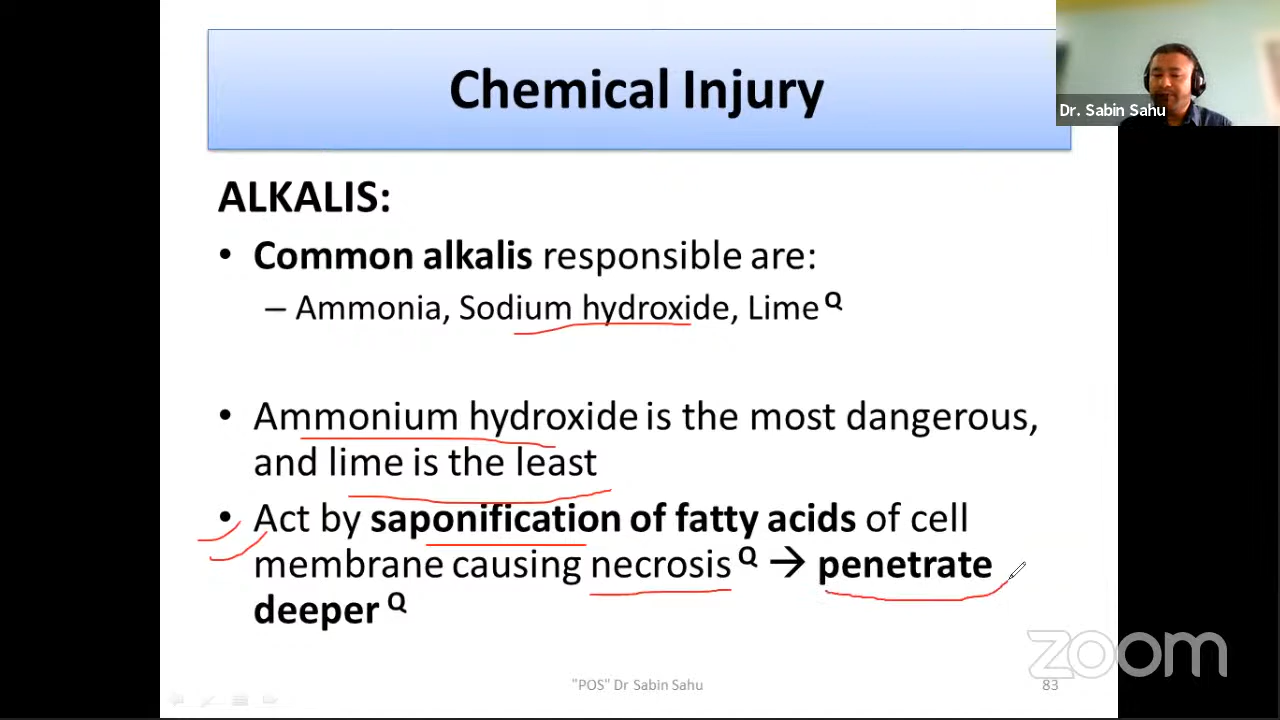 Chemical Injury
Dr. Sabin Sahu
ALKALIS:
• Common alkalis responsible are:
– Ammonia, Sodium hydroxide, Lime Q
• Ammonium hydroxide is the most dangerous,
and lime is the least
• Act by saponification of fatty acids of cell
membrane causing necrosis Q → penetrate
deeper Q
zoom
"POS" Dr Sabin Sahu
83